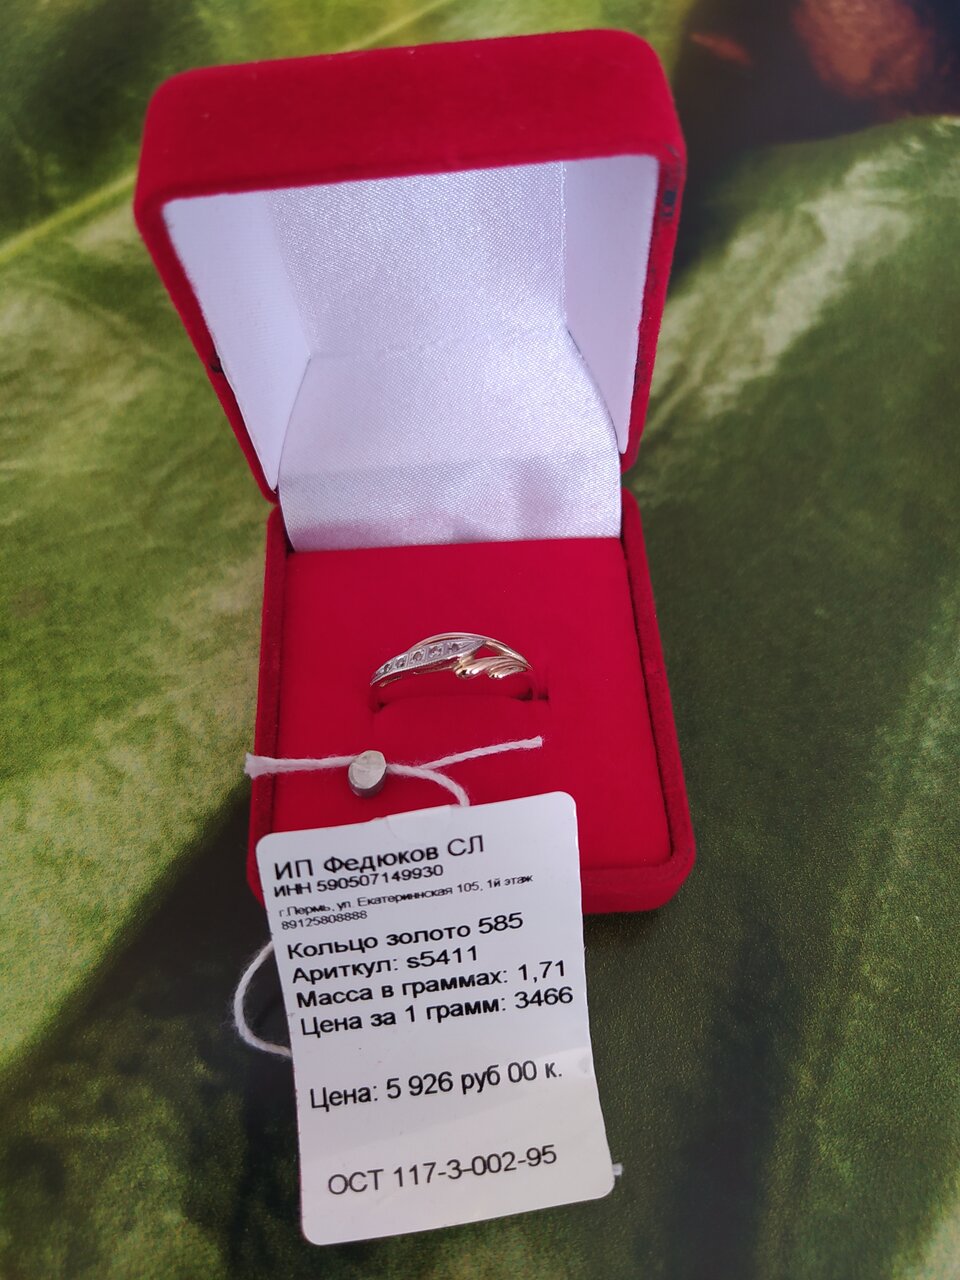 ИП Федюков СЛ
ИНН 590507149930
г.Пермь, ул. Екатериннская 105, 1й этаж
89125808888
Кольцо золото 585
Ариткул: s5411
Масса в граммах: 1,71
Цена за 1 грамм: 3466
Цена: 5 926 руб 00 к.
ОСТ 117-3-002-95